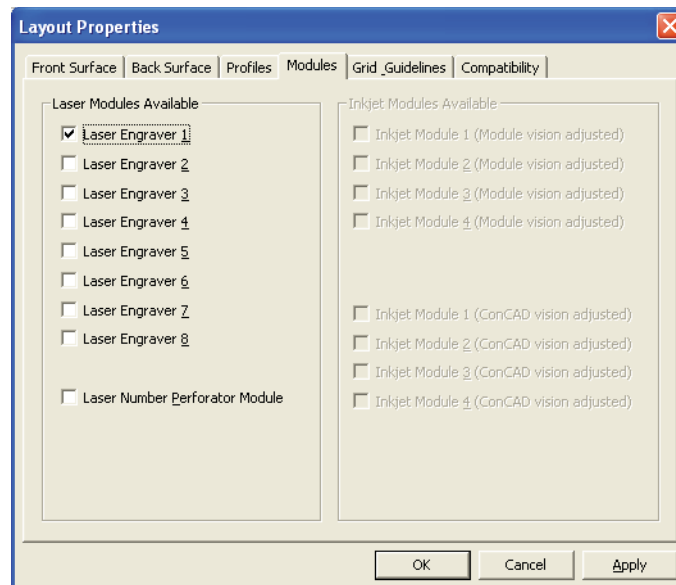 Layout Properties
Front Surface Back Surface Profiles Modules Grid_Guidelines Compatibility
Laser Modules Available
Laser Engraver 1
Laser Engraver 2
Laser Engraver 3
Laser Engraver 4
Laser Engraver 5
Laser Engraver 6
Laser Engraver 7
Laser Engraver 8
Laser Number Perforator Module
Inkjet Modules Available
Inkjet Module 1 (Module vision adjusted)
Inkjet Module 2 (Module vision adjusted)
Inkjet Module 3 (Module vision adjusted)
Inkjet Module 4 (Module vision adjusted)
Inkjet Module 1 (ConCAD vision adjusted)
Inkjet Module 2 (ConCAD vision adjusted)
Inkjet Module 3 (ConCAD vision adjusted)
Inkjet Module 4 (ConCAD vision adjusted)
OK Cancel Apply